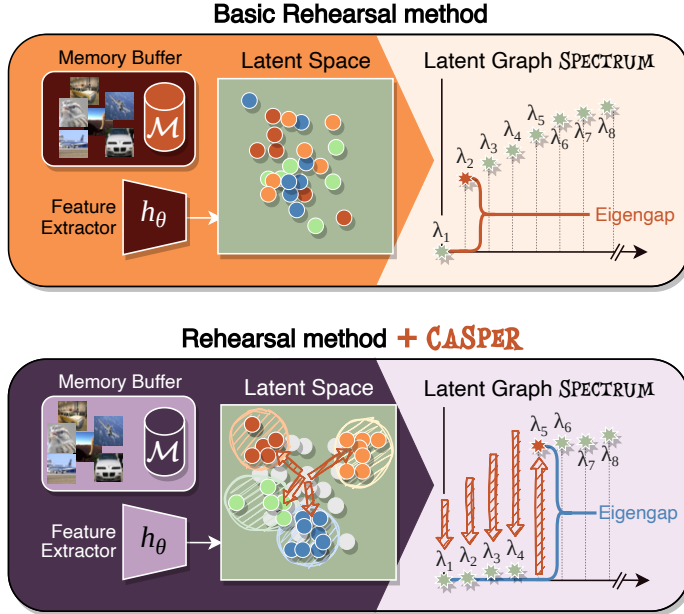 Basic Rehearsal method
Memory Buffer
Latent Space
Latent Graph SPECTRUM
M
Feature
Extractor
hθ
λ1
λ2
λ3
λ4
λ5
λ6
λ7
λ8
Eigengap
Rehearsal method + CASPER
Memory Buffer
Latent Space
Latent Graph SPECTRUM
M
Feature
Extractor
hθ
λ1
λ2
λ3
λ4
λ5
λ6
λ7
λ8
Eigengap